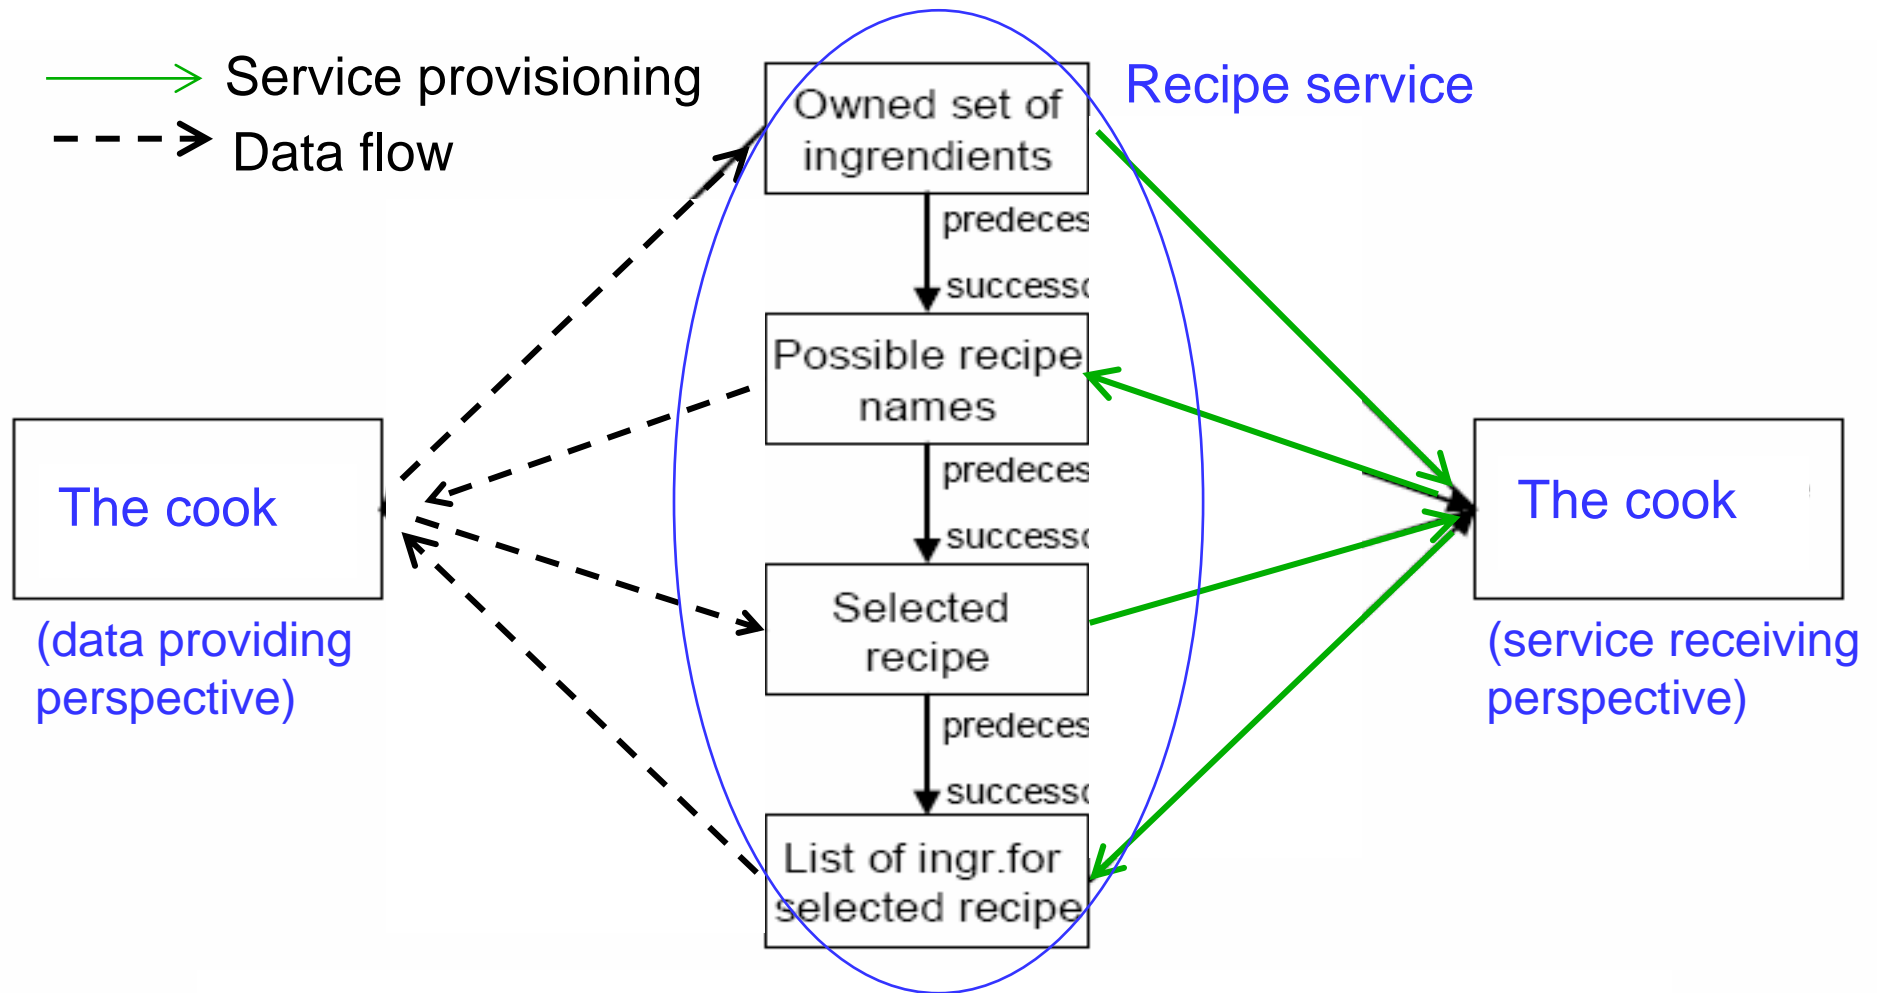 Service provisioning
Data flow
Recipe service
Owned set of
ingrendients
predeces
successo
Possible recipe
names
predeces
successo
Selected
recipe
predeces
successo
List of ingr.for
selected recipe
The cook
(data providing
perspective)
The cook
(service receiving
perspective)